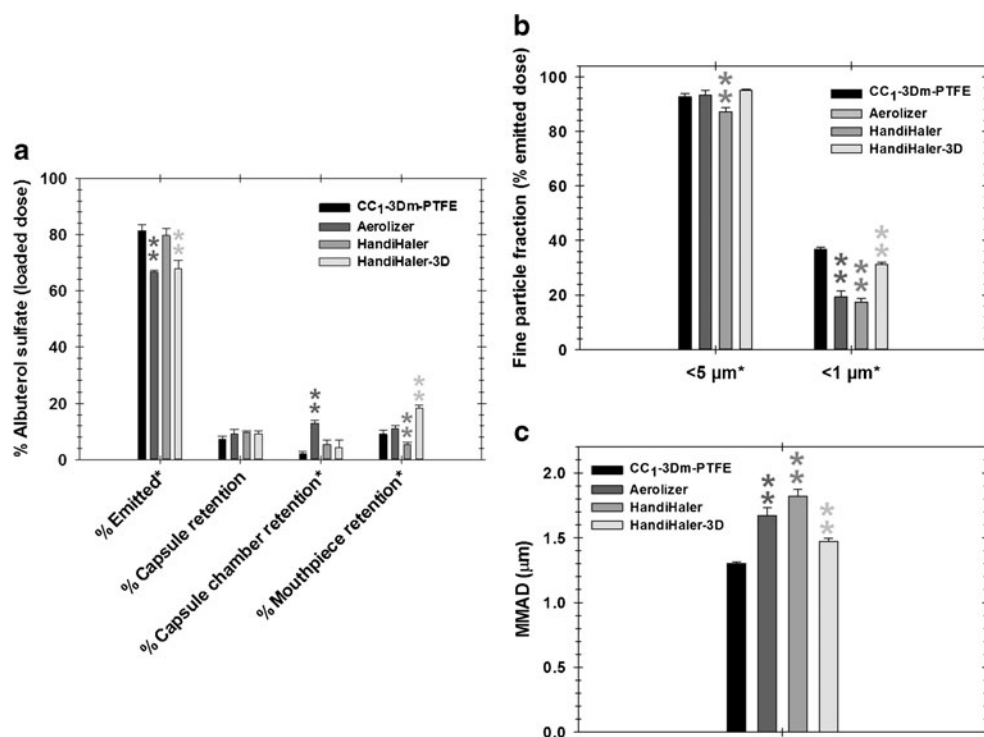 a
% Albuterol sulfate (loaded dose)
100
80
60
40
20
0
CC1-3Dm-PTFE
Aerolizer
HandiHaler
HandiHaler-3D
**
**
**
**
**
% Emitted*
% Capsule retention
% Capsule chamber retention*
% Mouthpiece retention*
b
Fine particle fraction (% emitted dose)
100
80
60
40
20
0
CC1-3Dm-PTFE
Aerolizer
HandiHaler
HandiHaler-3D
**
**
**
**
<5 μm*
<1 μm*
c
MMAD (μm)
2.0
1.5
1.0
0.5
0.0
CC1-3Dm-PTFE
Aerolizer
HandiHaler
HandiHaler-3D
**
**
**